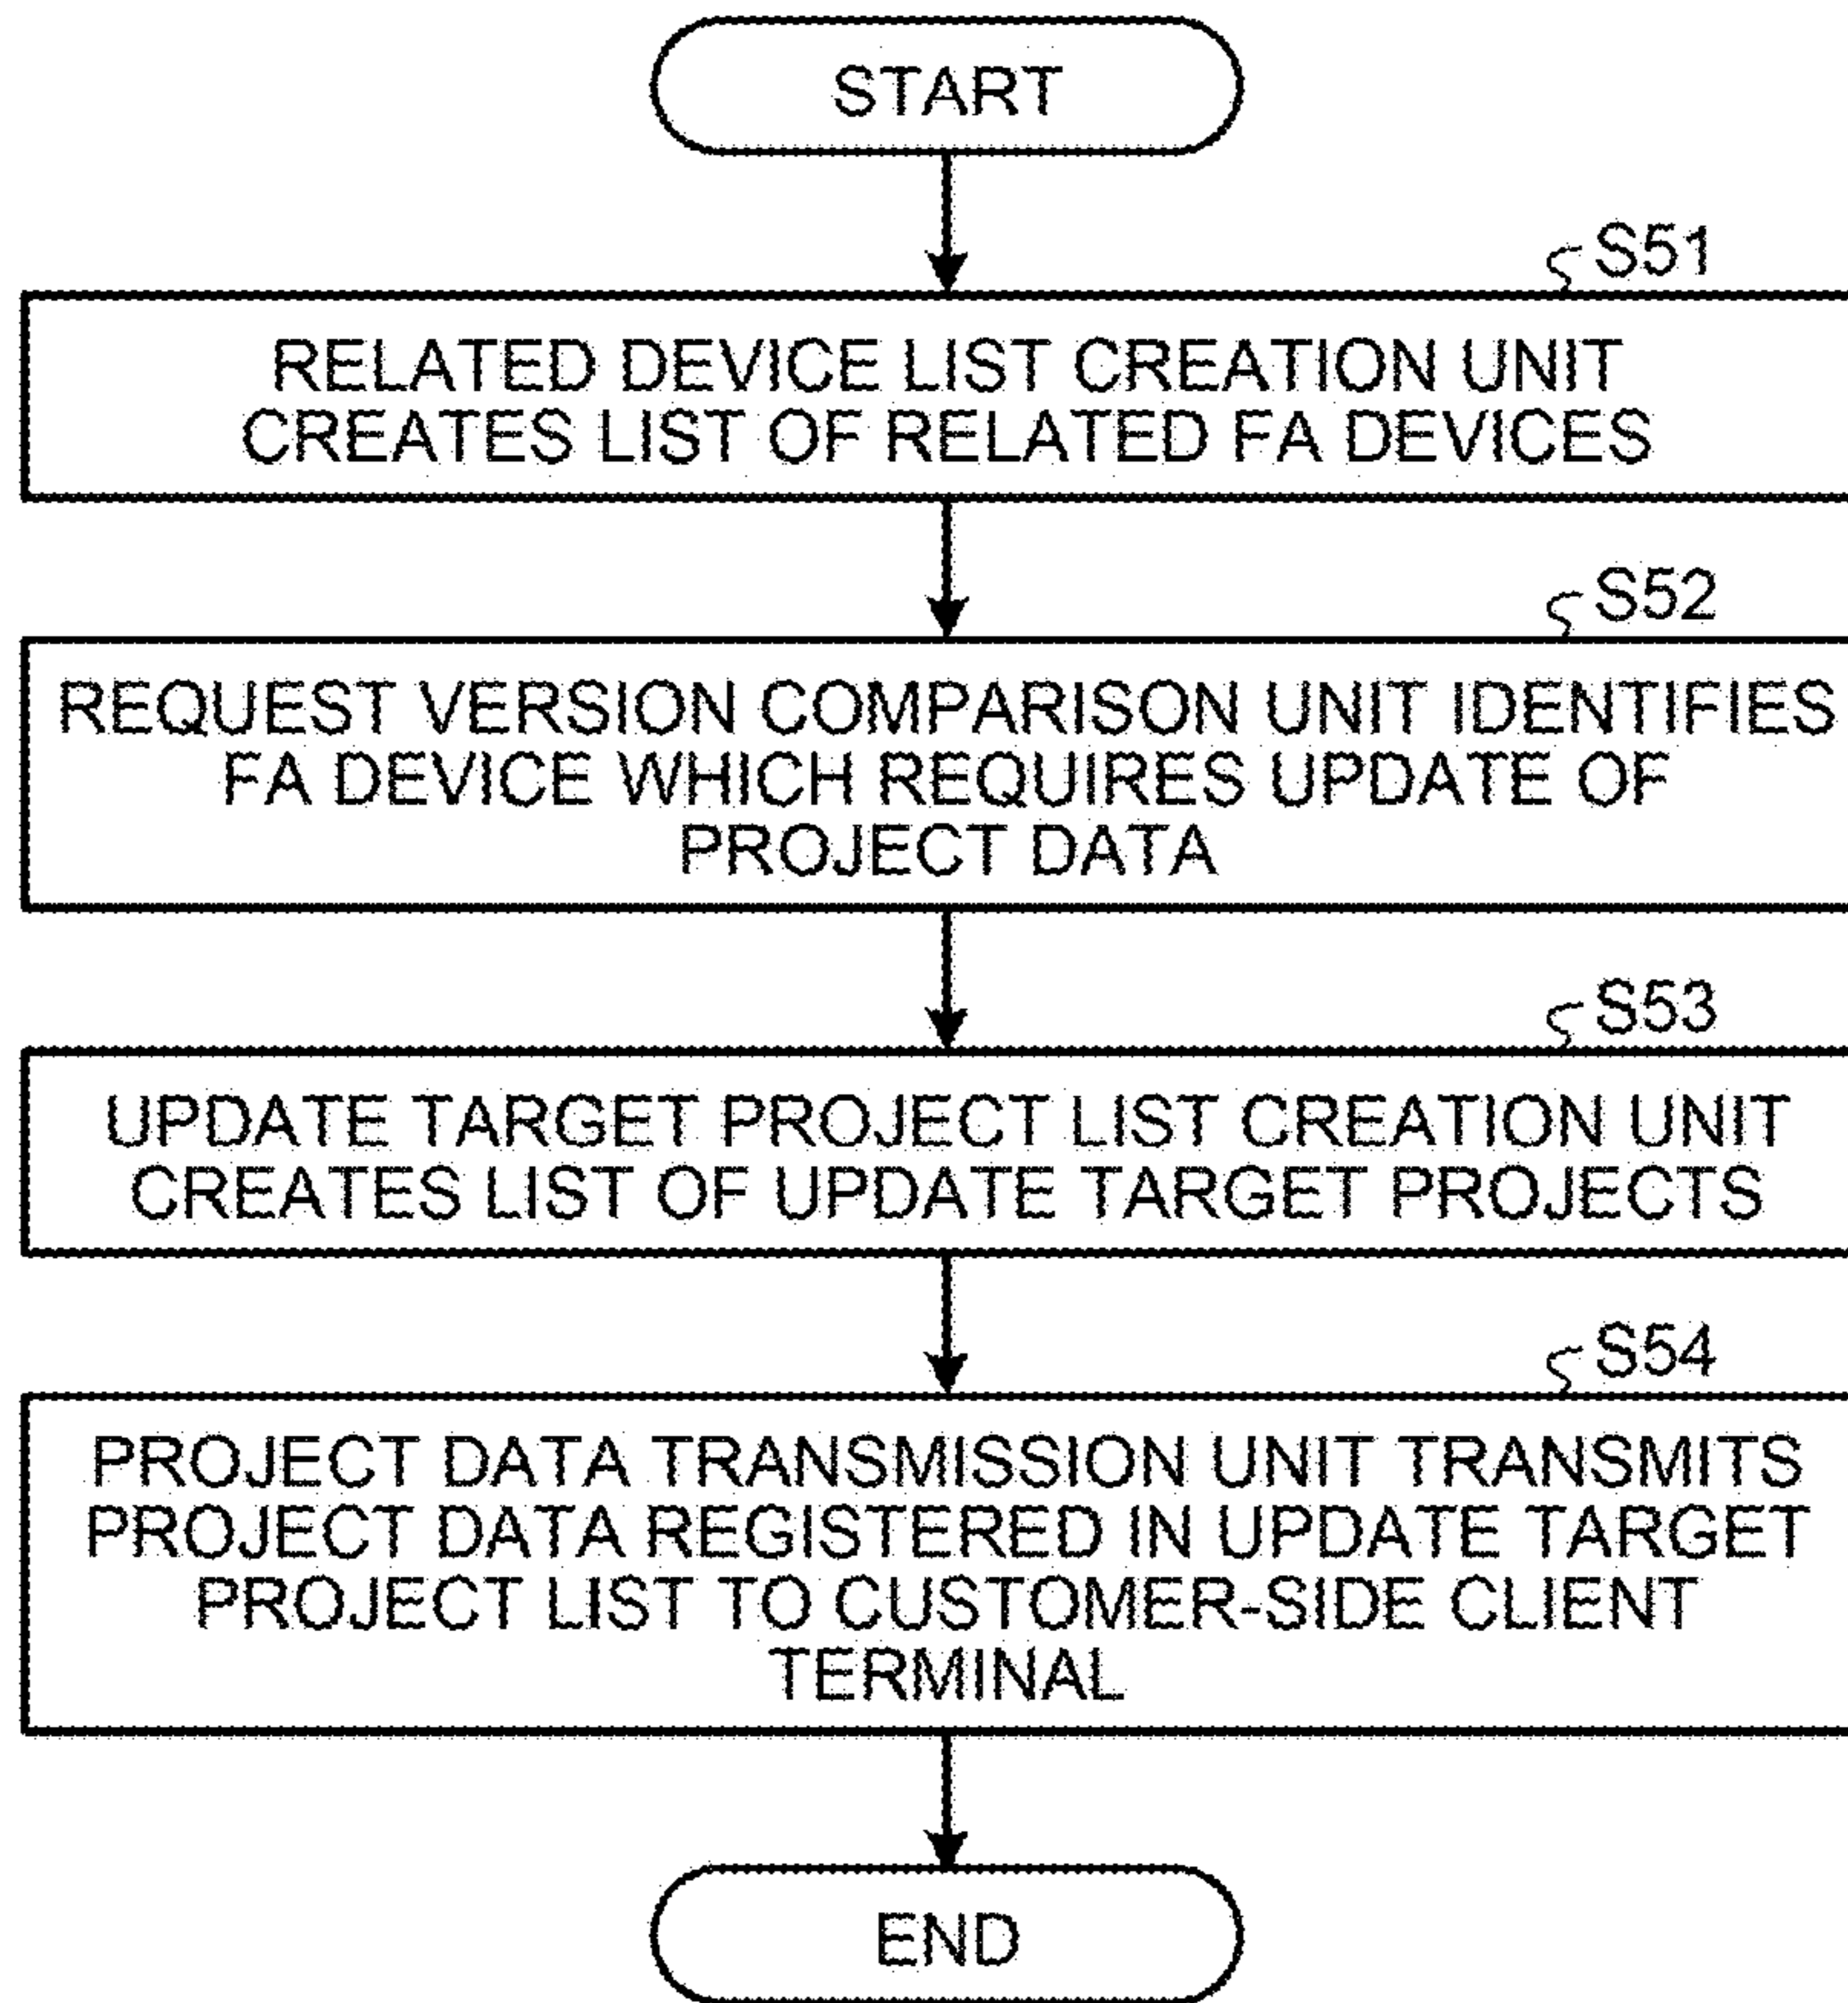 START
S51
RELATED DEVICE LIST CREATION UNIT
CREATES LIST OF RELATED FA DEVICES
S52
REQUEST VERSION COMPARISON UNIT IDENTIFIES
FA DEVICE WHICH REQUIRES UPDATE OF
PROJECT DATA
S53
UPDATE TARGET PROJECT LIST CREATION UNIT
CREATES LIST OF UPDATE TARGET PROJECTS
S54
PROJECT DATA TRANSMISSION UNIT TRANSMITS
PROJECT DATA REGISTERED IN UPDATE TARGET
PROJECT LIST TO CUSTOMER-SIDE CLIENT
TERMINAL
END